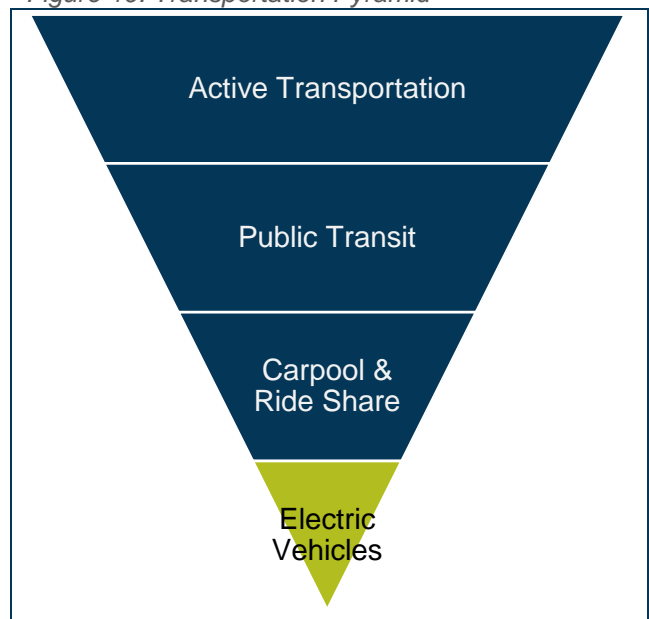 Active Transportation
Public Transit
Carpool &
Ride Share
Electric
Vehicles